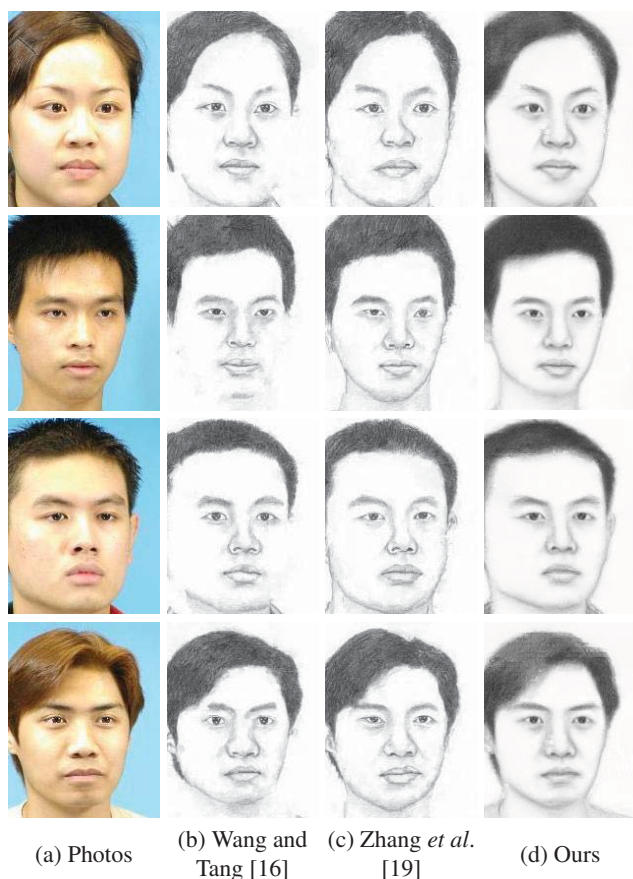 (a) Photos
(b) Wang and
Tang [16]
(c) Zhang et al.
[19]
(d) Ours